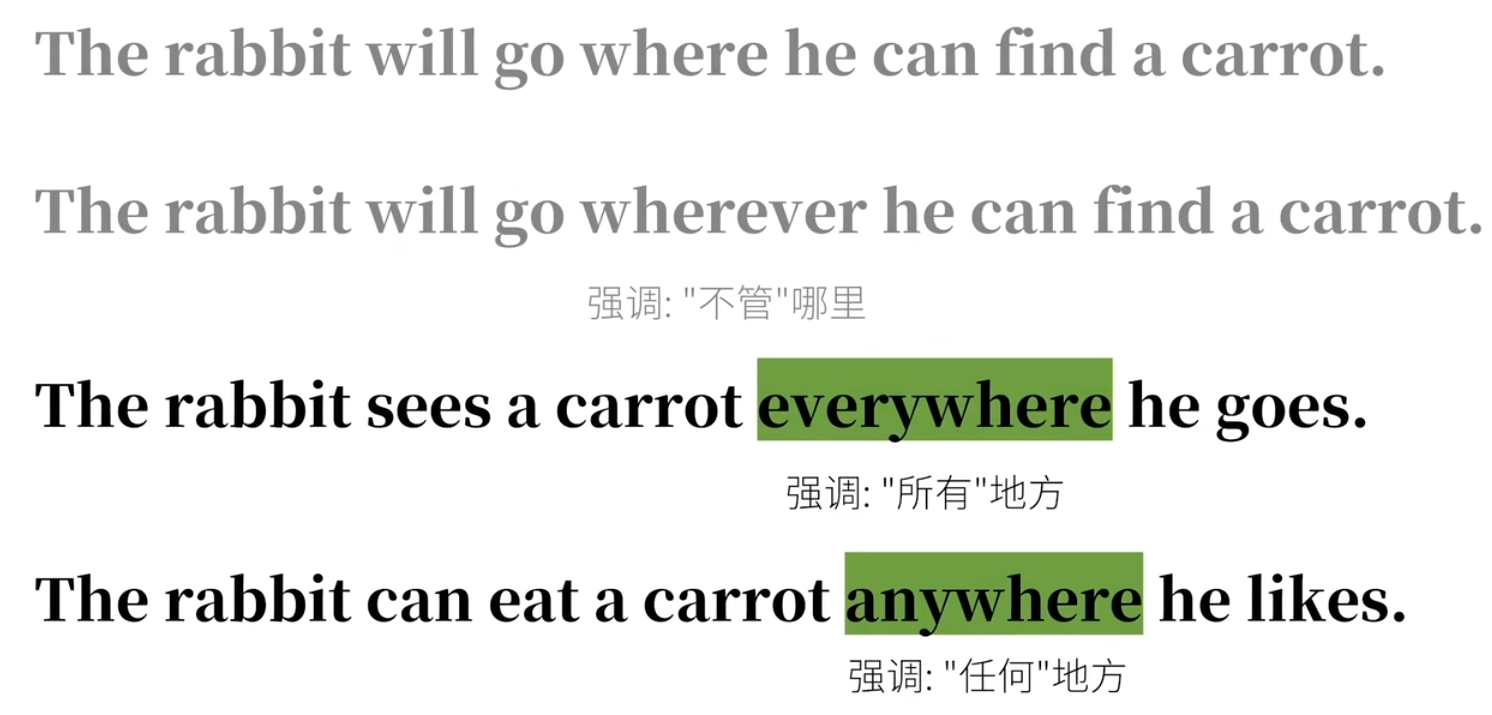 The rabbit will go where he can find a carrot.
The rabbit will go wherever he can find a carrot.
强调: "不管"哪里
The rabbit sees a carrot everywhere he goes.
强调: "所有"地方
The rabbit can eat a carrot anywhere he likes.
强调: "任何"地方